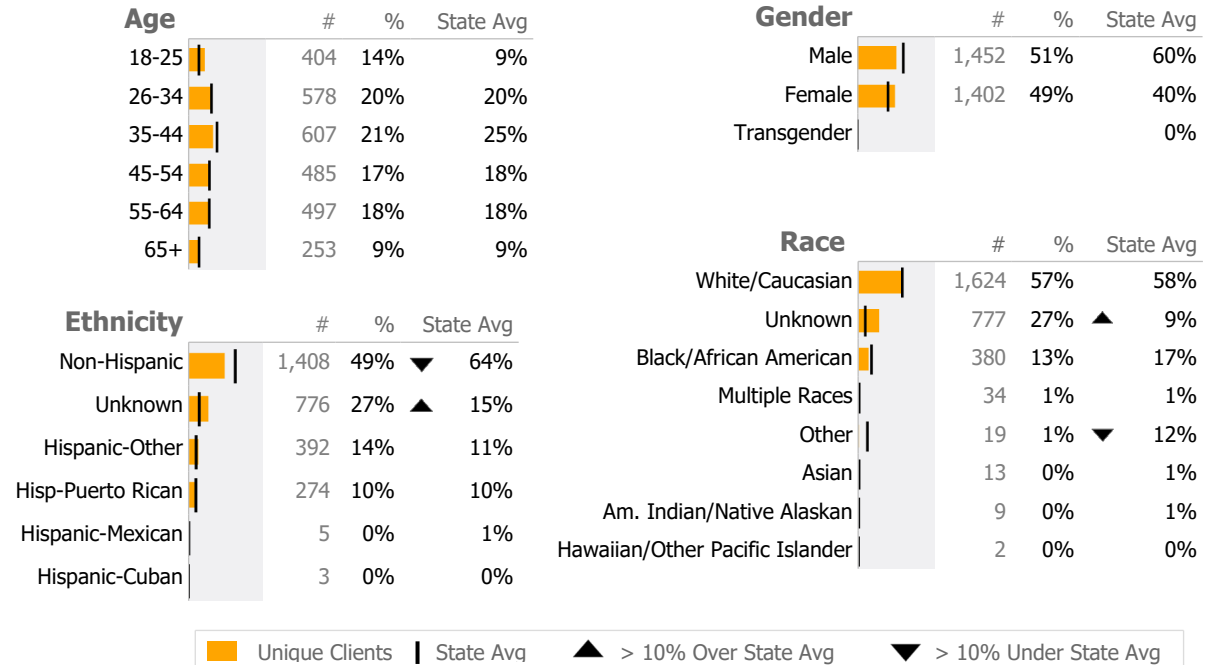 Age # % State Avg
18-25 404 14% 9%
26-34 578 20% 20%
35-44 607 21% 25%
45-54 485 17% 18%
55-64 497 18% 18%
65+ 253 9% 9%
Ethnicity # % State Avg
Non-Hispanic 1,408 49% ▼ 64%
Unknown 776 27% ▲ 15%
Hispanic-Other 392 14% 11%
Hisp-Puerto Rican 274 10% 10%
Hispanic-Mexican 5 0% 1%
Hispanic-Cuban 3 0% 0%
Gender # % State Avg
Male 1,452 51% 60%
Female 1,402 49% 40%
Transgender 0%
Race # % State Avg
White/Caucasian 1,624 57% 58%
Unknown 777 27% ▲ 9%
Black/African American 380 13% 17%
Multiple Races 34 1% 1%
Other 19 1% ▼ 12%
Asian 13 0% 1%
Am. Indian/Native Alaskan 9 0% 1%
Hawaiian/Other Pacific Islander 2 0% 0%
Unique Clients | State Avg ▲ > 10% Over State Avg ▼ > 10% Under State Avg